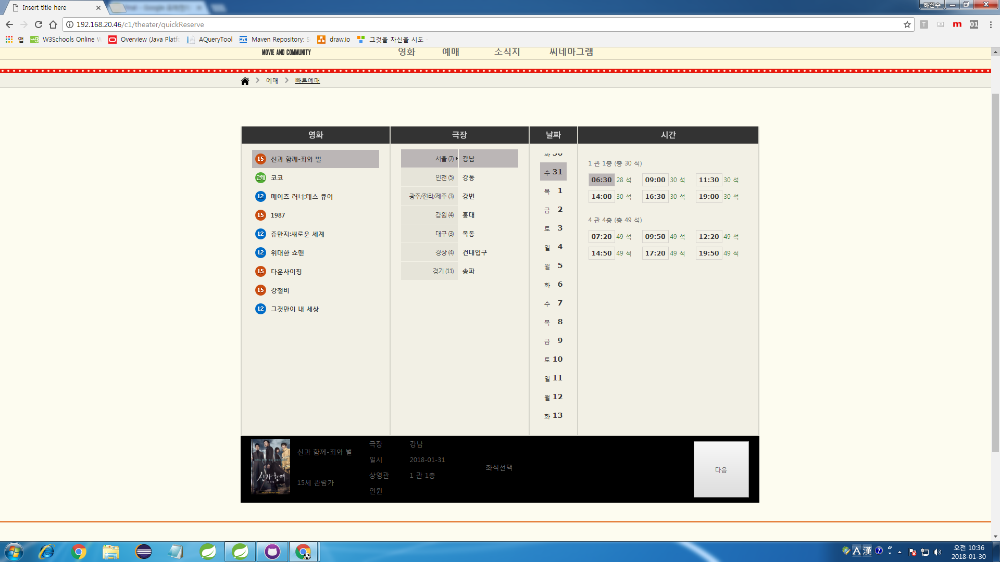 Insert title here
하진수
192.168.20.46/c1/theater/quickReserve
앱 W3Schools Online W Overview (Java Platfo AQueryTool Maven Repository: S draw.io 그것을 자신을 시도 -
MOVIE AND COMMUNITY 영화 예매 소식지 씨네마그램
예매 빠른예매
영화 극장 날짜 시간
15 신과 함께-죄와 벌
전체 코코
12 메이즈 러너:데스 큐어
15 1987
12 쥬만지:새로운 세계
12 위대한 쇼맨
15 다운사이징
15 강철비
12 그것만이 내 세상
서울 (7) 강남
인천 (5) 강동
광주/전라/제주 (3) 강변
강원 (4) 홍대
대구 (3) 목동
경상 (4) 건대입구
경기 (11) 송파
화 30
수 31
목 1
금 2
토 3
일 4
월 5
화 6
수 7
목 8
금 9
토 10
일 11
월 12
화 13
1 관 1층 (총 30 석)
06:30 28 석 09:00 30 석 11:30 30 석
14:00 30 석 16:30 30 석 19:00 30 석
4 관 4층 (총 49 석)
07:20 49 석 09:50 49 석 12:20 49 석
14:50 49 석 17:20 49 석 19:50 49 석
신과 함께
신과 함께-죄와 벌
15세 관람가
극장 강남
일시 2018-01-31
상영관 1 관 1층
인원
좌석선택
다음
A 漢
오전 10:36
2018-01-30